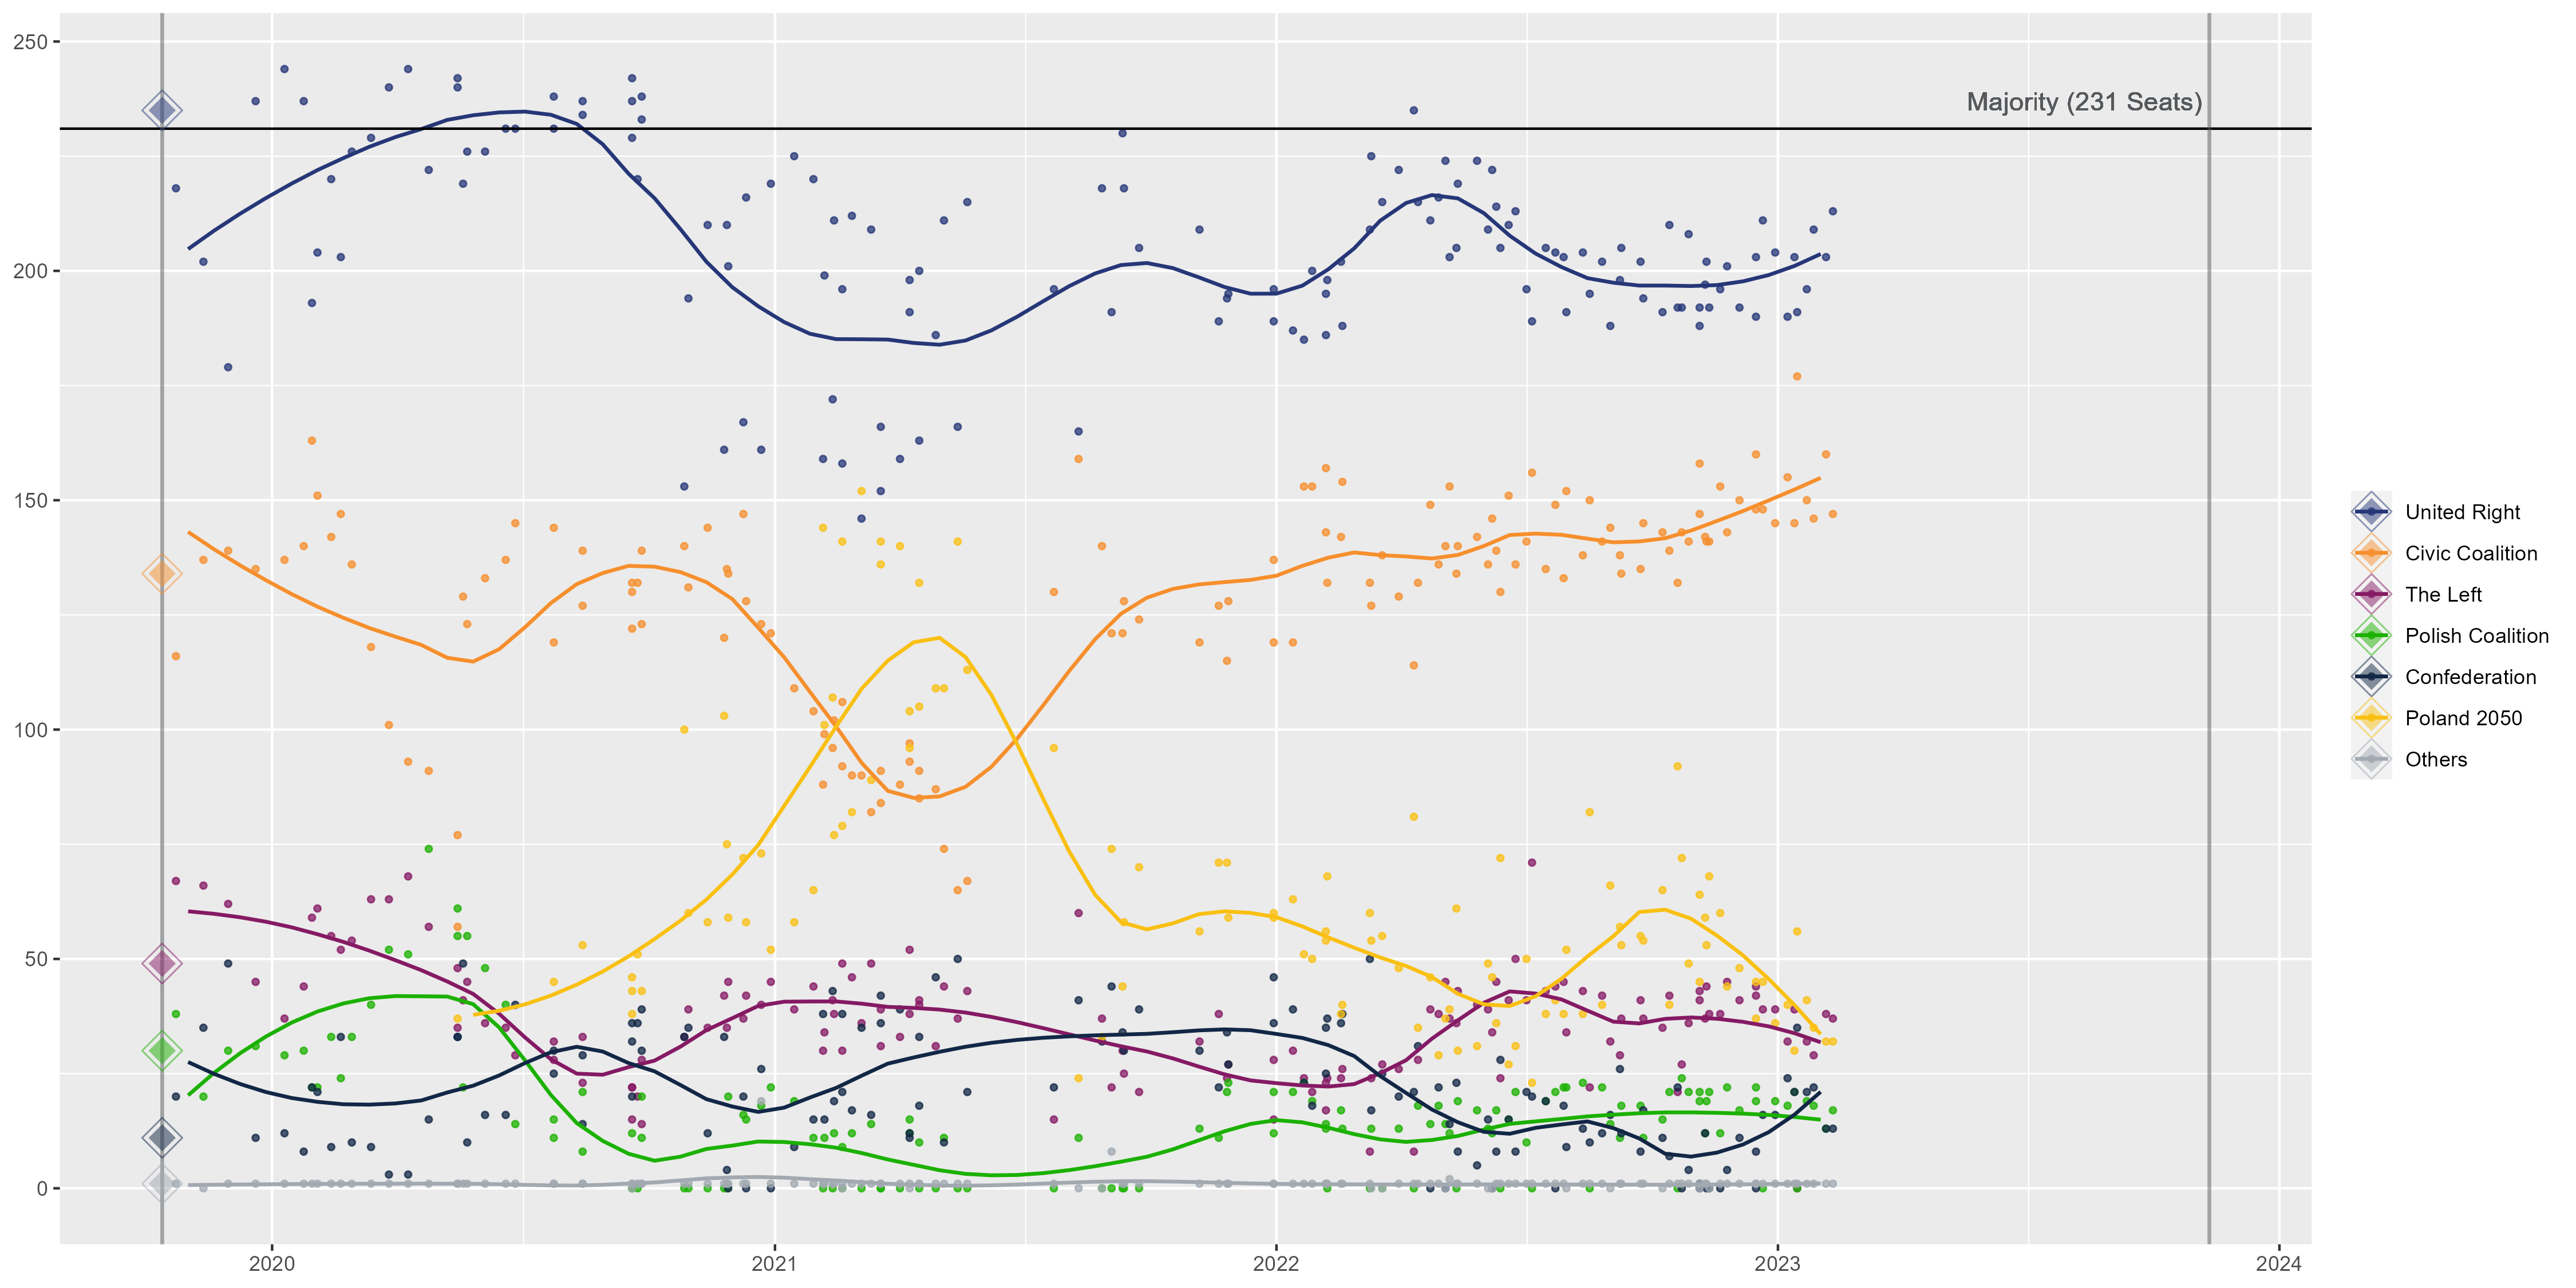 250
Majority (231 Seats)
200
150
100
50
0
2020
2021
2022
2023
2024
United Right
Civic Coalition
The Left
Polish Coalition
Confederation
Poland 2050
Others